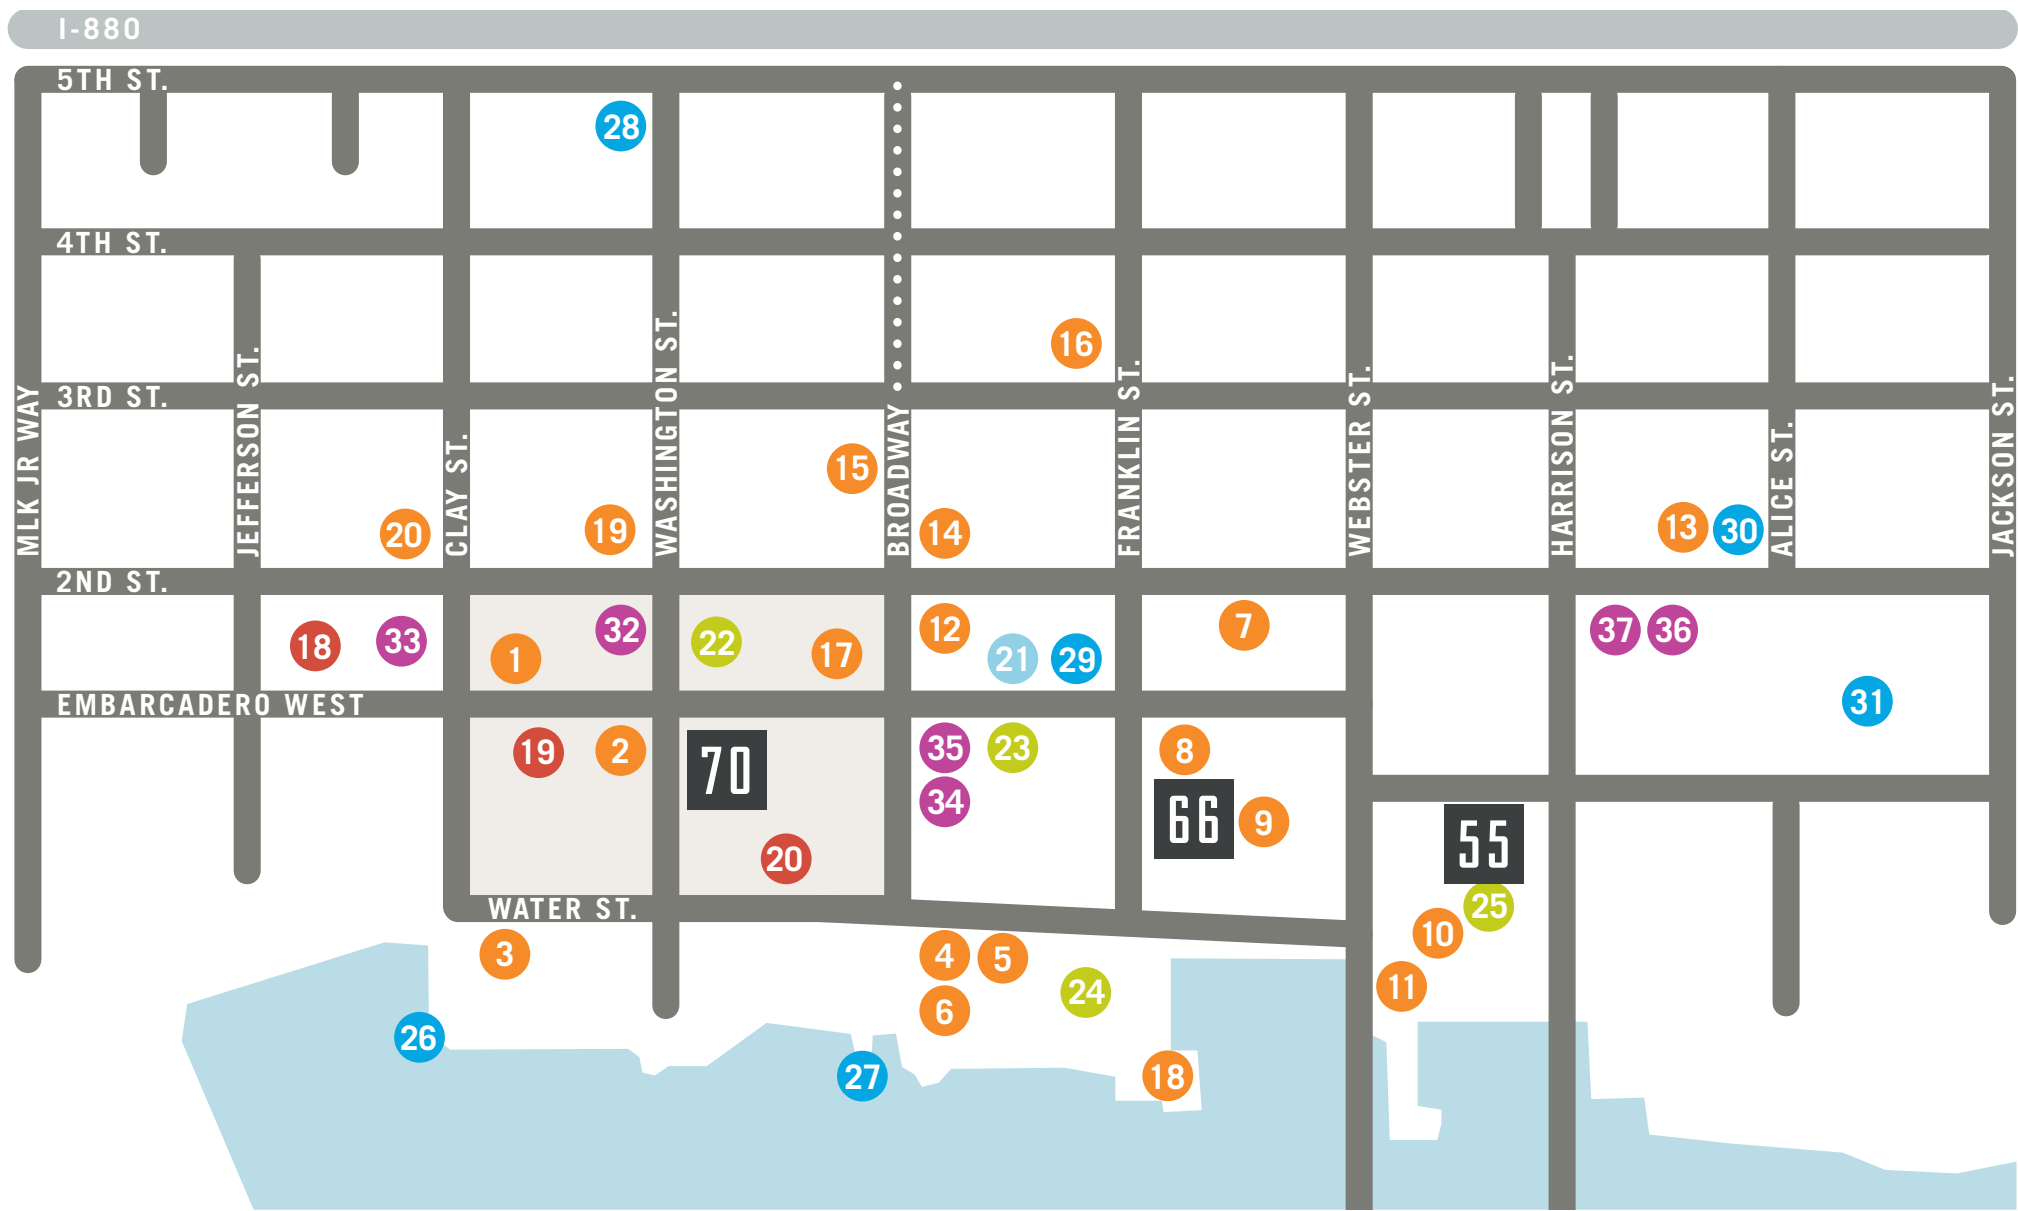 I-880
5TH ST.
28
4TH ST.
16
MLK JR WAY
JEFFERSON ST.
CLAY ST.
WASHINGTON ST.
BROADWAY
FRANKLIN ST.
WEBSTER ST.
HARRISON ST.
ALICE ST.
JACKSON ST.
3RD ST.
15
20
19
14
13
30
2ND ST.
18
33
1
32
22
17
12
21
29
7
37
36
31
EMBARCADERO WEST
19
2
70
35
23
8
34
66
9
55
20
WATER ST.
25
3
4
5
10
6
24
11
26
27
18